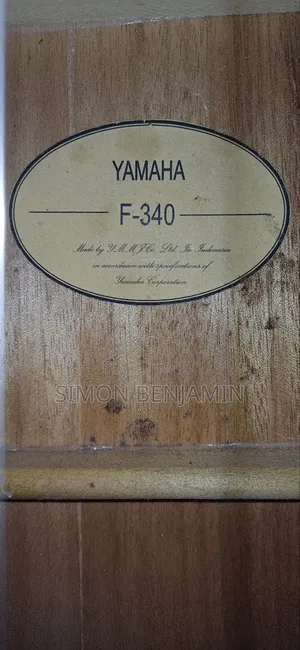 YAMAHA
F-340
Made by Y.M.M.J Co. Ltd. In Indonesia
in accordance with specifications of
Yamaha Corporation
SIMON BENJAMIN